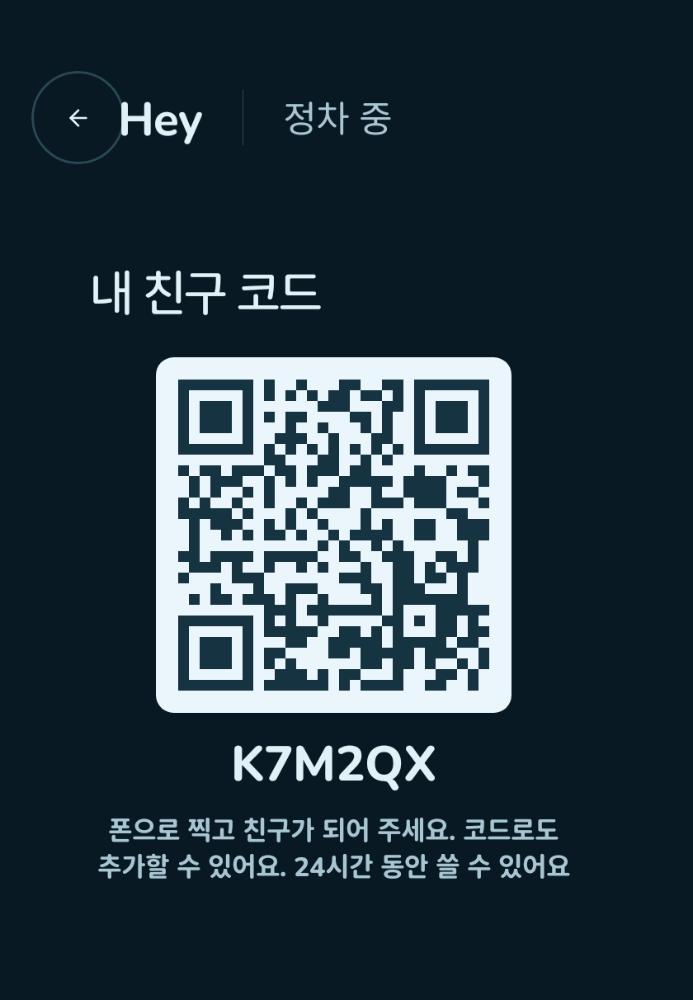 Hey
정차 중
내 친구 코드
K7M2QX
폰으로 찍고 친구가 되어 주세요. 코드로도
추가할 수 있어요. 24시간 동안 쓸 수 있어요